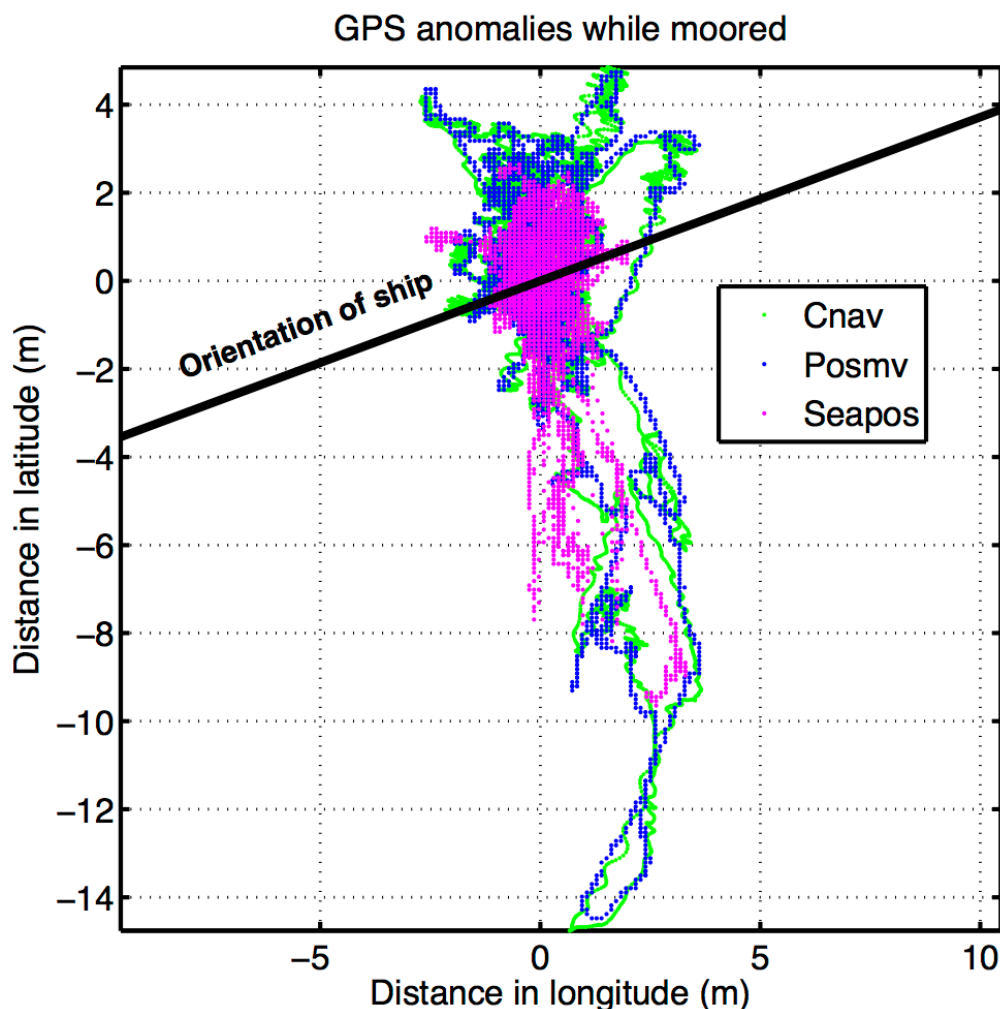 GPS anomalies while moored
4
2
0
−2
−4
−6
−8
−10
−12
−14
Distance in latitude (m)
Orientation of ship
Cnav
Posmv
Seapos
−5
0
5
10
Distance in longitude (m)